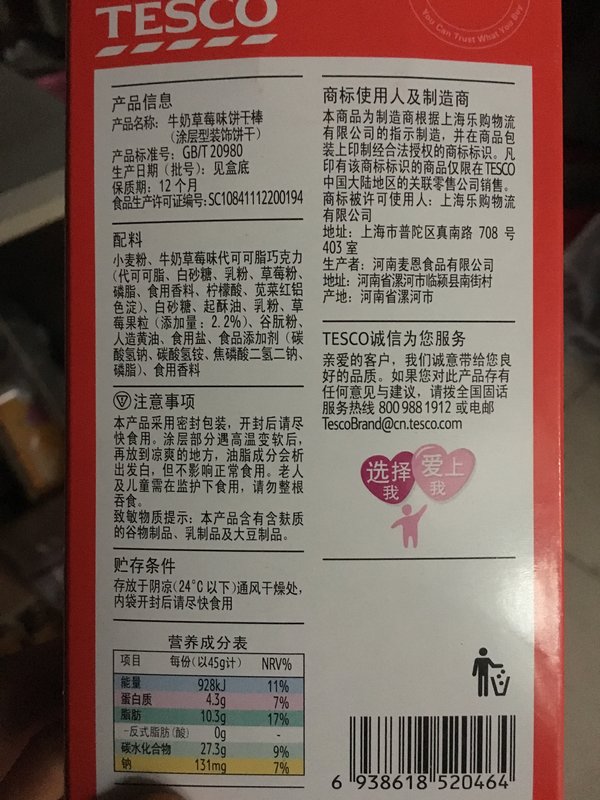 TESCO
You Can Trust What You Buy
产品信息
产品名称：牛奶草莓味饼干棒
（涂层型装饰饼干）
产品标准号：GB/T 20980
生产日期（批号）：见盒底
保质期：12 个月
食品生产许可证编号：SC10841112200194
配料
小麦粉、牛奶草莓味代可可脂巧克力
（代可可脂、白砂糖、乳粉、草莓粉、
磷脂、食用香料、柠檬酸、苋菜红铝
色淀）、白砂糖、起酥油、乳粉、草
莓果粒（添加量：2.2%）、谷朊粉、
人造黄油、食用盐、食品添加剂（碳
酸氢钠、碳酸氢铵、焦磷酸二氢二钠、
磷脂）、食用香料
注意事项
本产品采用密封包装，开封后请尽
快食用。涂层部分遇高温变软后，
再放到凉爽的地方，油脂成分会析
出发白，但不影响正常食用。老人
及儿童需在监护下食用，请勿整根
吞食。
致敏物质提示：本产品含有含麸质
的谷物制品、乳制品及大豆制品。
贮存条件
存放于阴凉（24°C 以下）通风干燥处，
内袋开封后请尽快食用
营养成分表
项目 每份（以45g计） NRV%
能量 928kJ 11%
蛋白质 4.3g 7%
脂肪 10.3g 17%
-反式脂肪（酸） 0g -
碳水化合物 27.3g 9%
钠 131mg 7%
商标使用人及制造商
本商品为制造商根据上海乐购物流
有限公司的指示制造，并在商品包
装上印制经合法授权的商标标识。凡
印有该商标标识的商品仅限在TESCO
中国大陆地区的关联零售公司销售。
商标被许可使用人：上海乐购物流
有限公司
地址：上海市普陀区真南路 708 号
403 室
生产者：河南麦恩食品有限公司
地址：河南省漯河市临颍县南街村
产地：河南省漯河市
TESCO诚信为您服务
亲爱的客户，我们诚意带给您良
好的品质。如果您对此产品存有
任何意见与建议，请拨全国固话
服务热线 800 988 1912 或电邮
TescoBrand@cn.tesco.com
选择
我
爱上
我
6 938618 520464